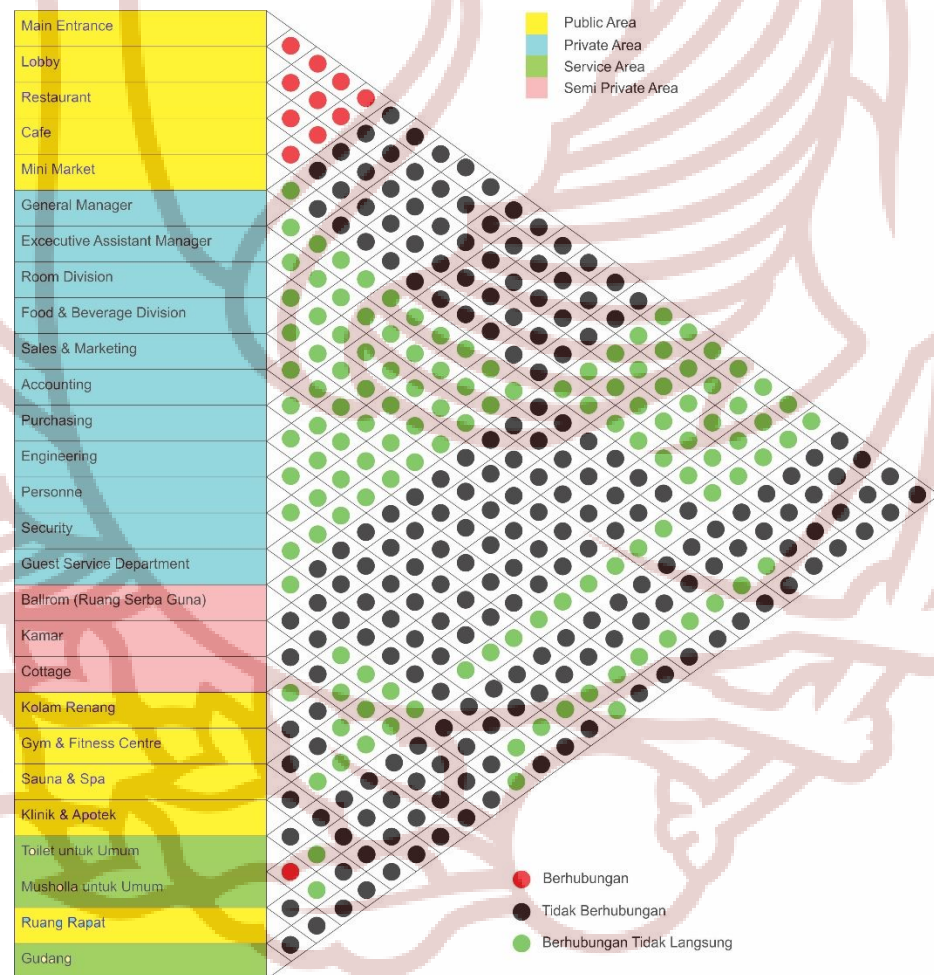 Main Entrance
Lobby
Restaurant
Cafe
Mini Market
General Manager
Excecutive Assistant Manager
Room Division
Food & Beverage Division
Sales & Marketing
Accounting
Purchasing
Engineering
Personne
Security
Guest Service Department
Ballrom (Ruang Serba Guna)
Kamar
Cottage
Kolam Renang
Gym & Fitness Centre
Sauna & Spa
Klinik & Apotek
Toilet untuk Umum
Musholla untuk Umum
Ruang Rapat
Gudang
Public Area
Private Area
Service Area
Semi Private Area
Berhubungan
Tidak Berhubungan
Berhubungan Tidak Langsung